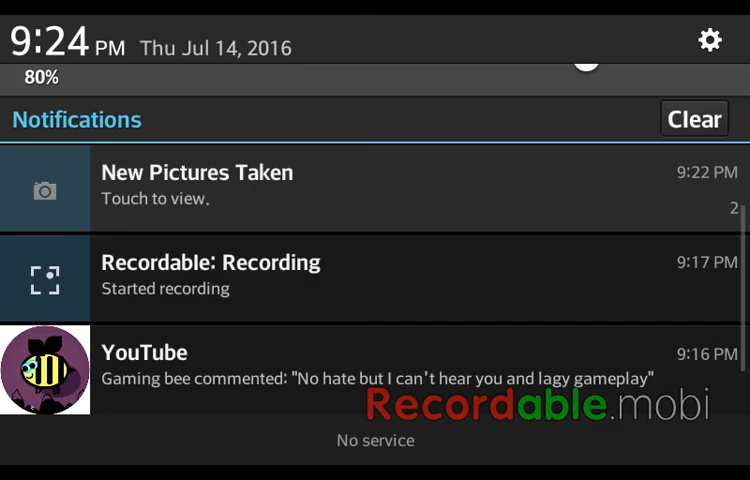 9:24 PM Thu Jul 14, 2016
80%
Notifications
Clear
New Pictures Taken
9:22 PM
Touch to view.
2
Recordable: Recording
9:17 PM
Started recording
YouTube
9:16 PM
Gaming bee commented: "No hate but I can't hear you and lagy gameplay"
Recordable.mobi
No service